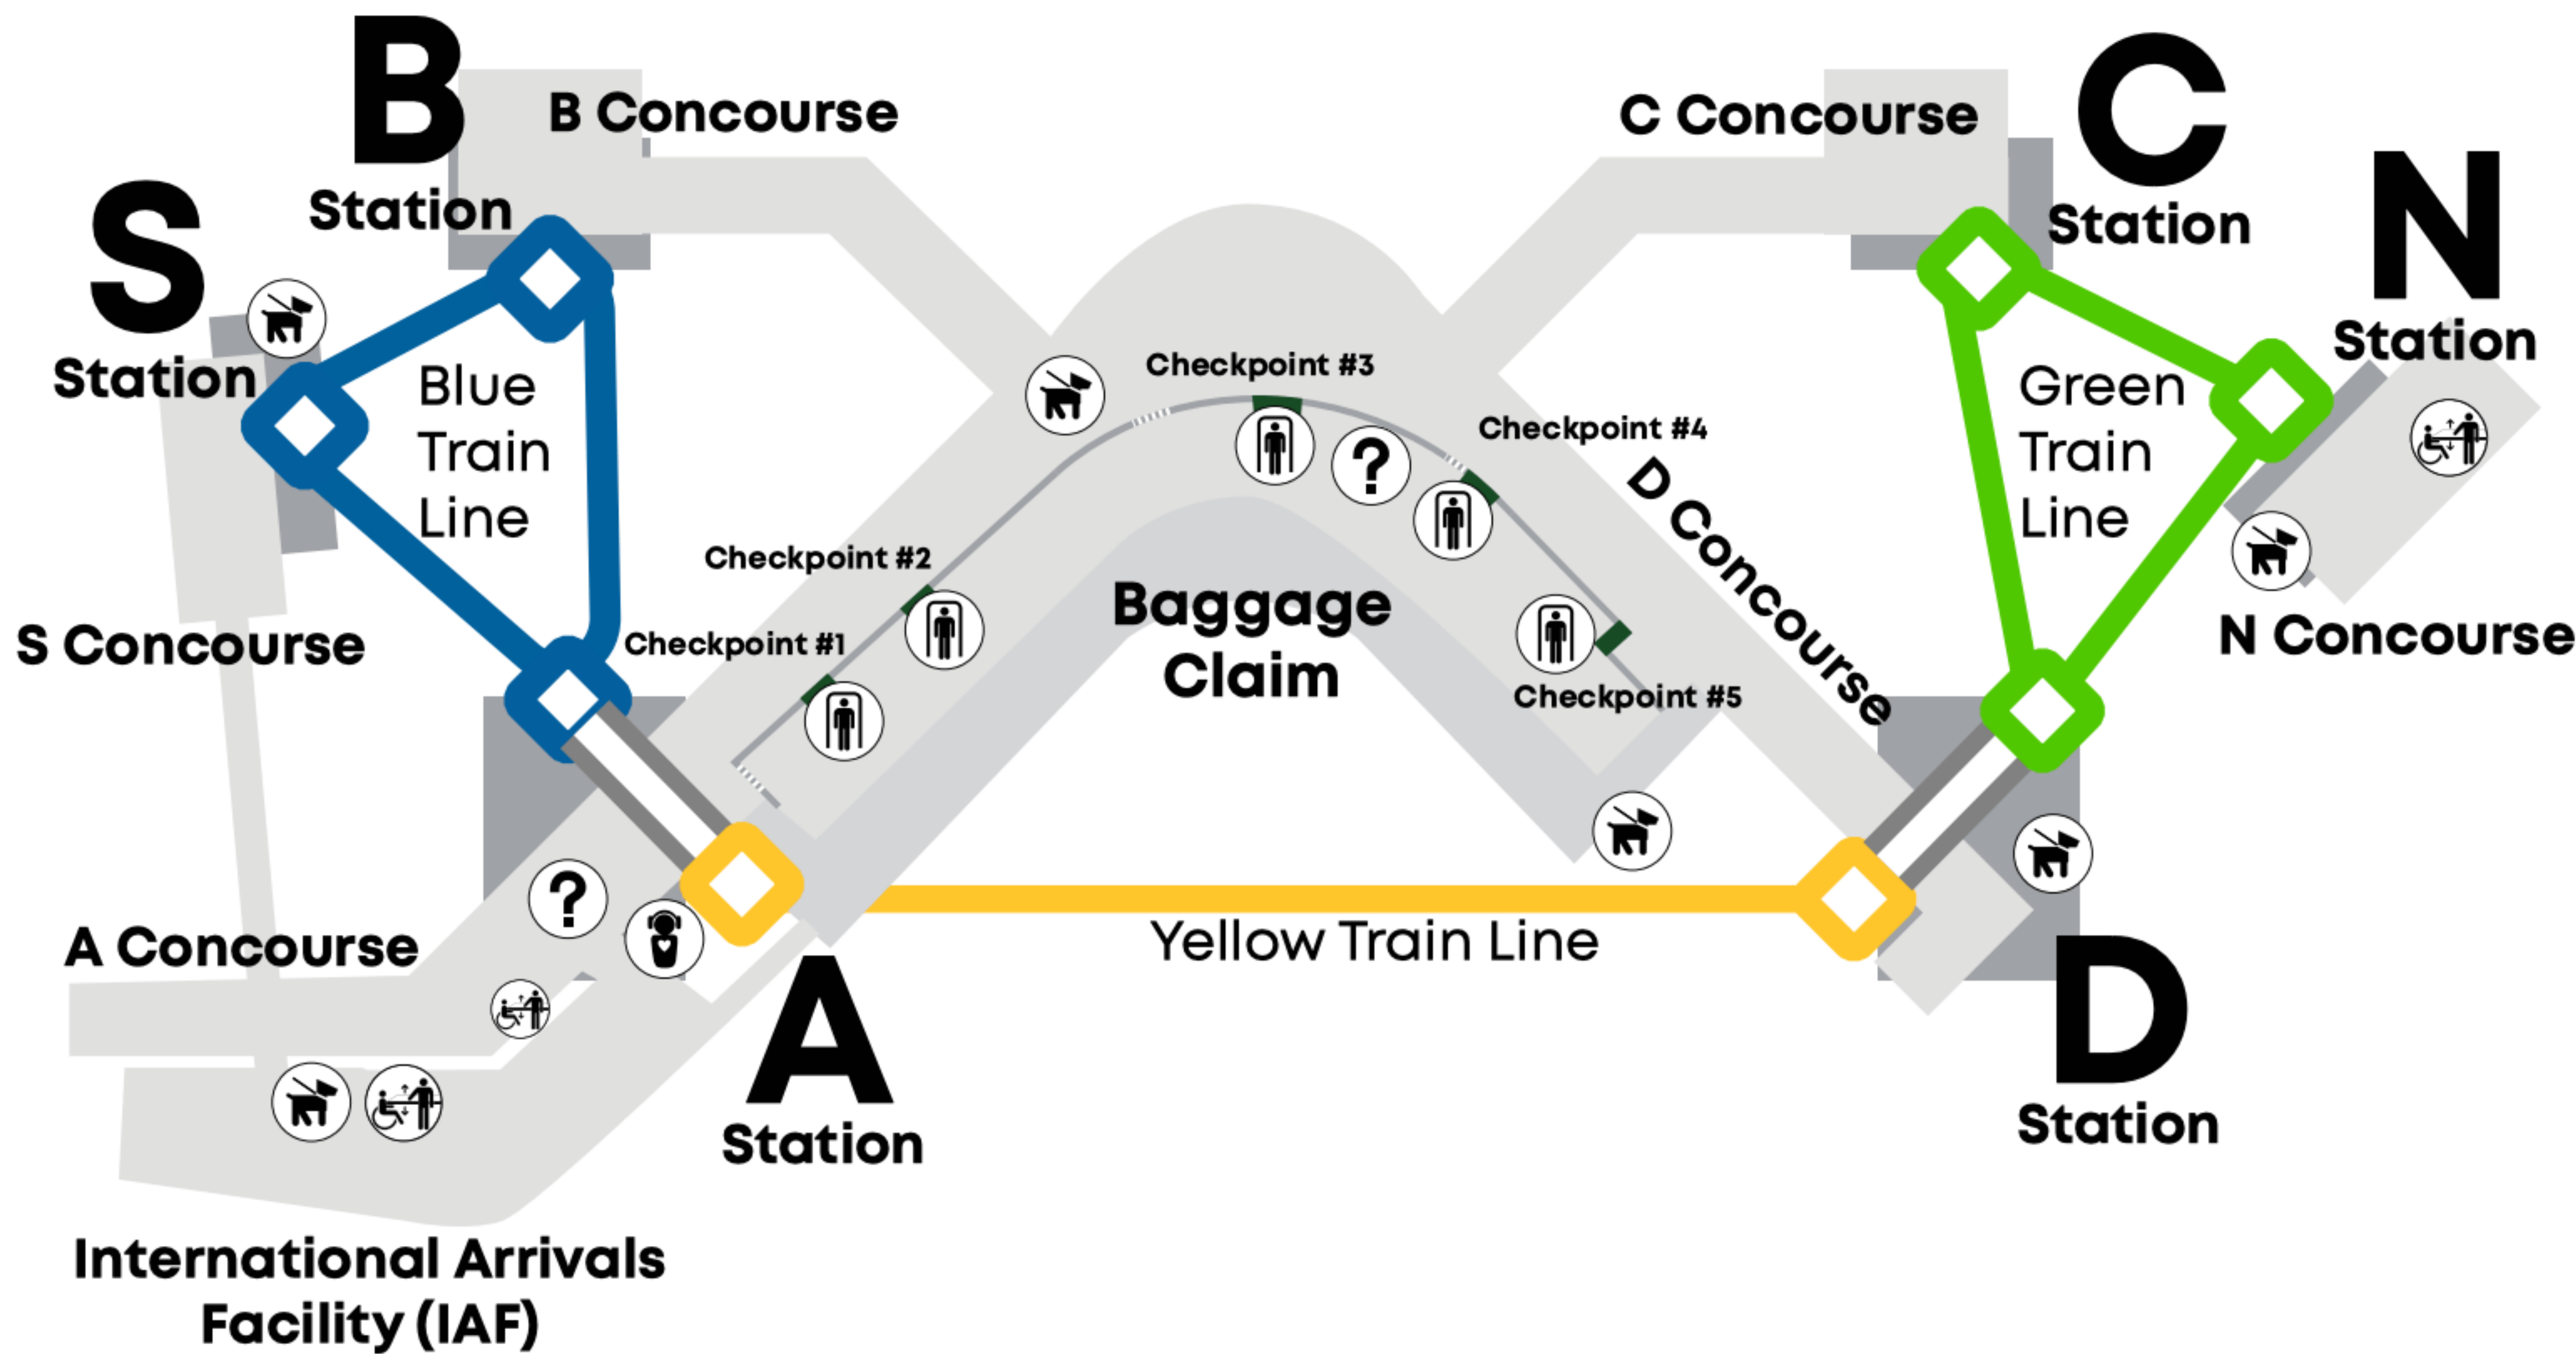 B
Station
B Concourse
S
Station
Blue
Train
Line
S Concourse
C Concourse
C
Station
N
Station
Green
Train
Line
N Concourse
Checkpoint #3
?
Checkpoint #4
D Concourse
Checkpoint #2
Checkpoint #1
Baggage
Claim
Checkpoint #5
?
A Concourse
Yellow Train Line
A
Station
D
Station
International Arrivals
Facility (IAF)